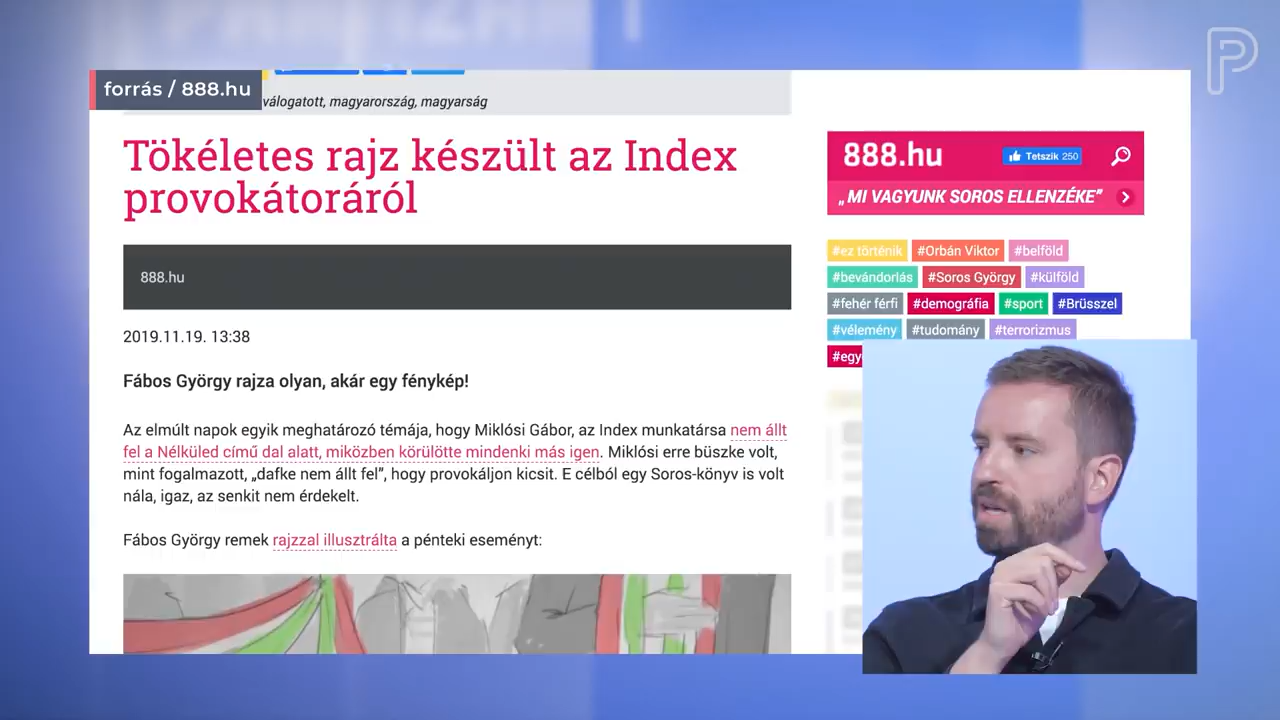 P
forrás / 888.hu
válogatott, magyarország, magyarság
Tökéletes rajz készült az Index
provokátoráról
888.hu
2019.11.19. 13:38
Fábos György rajza olyan, akár egy fénykép!
Az elmúlt napok egyik meghatározó témája, hogy Miklósi Gábor, az Index munkatársa nem állt
fel a Nélküled című dal alatt, miközben körülötte mindenki más igen. Miklósi erre büszke volt,
mint fogalmazott, „dafke nem állt fel”, hogy provokáljon kicsit. E célból egy Soros-könyv is volt
nála, igaz, az senkit nem érdekelt.
Fábos György remek rajzzal illusztrálta a pénteki eseményt:
888.hu
Tetszik 250
„MI VAGYUNK SOROS ELLENZÉKE”
#ez történik #Orbán Viktor #belföld
#bevándorlás #Soros György #külföld
#fehér férfi #demográfia #sport #Brüsszel
#vélemény #tudomány #terrorizmus
#egy